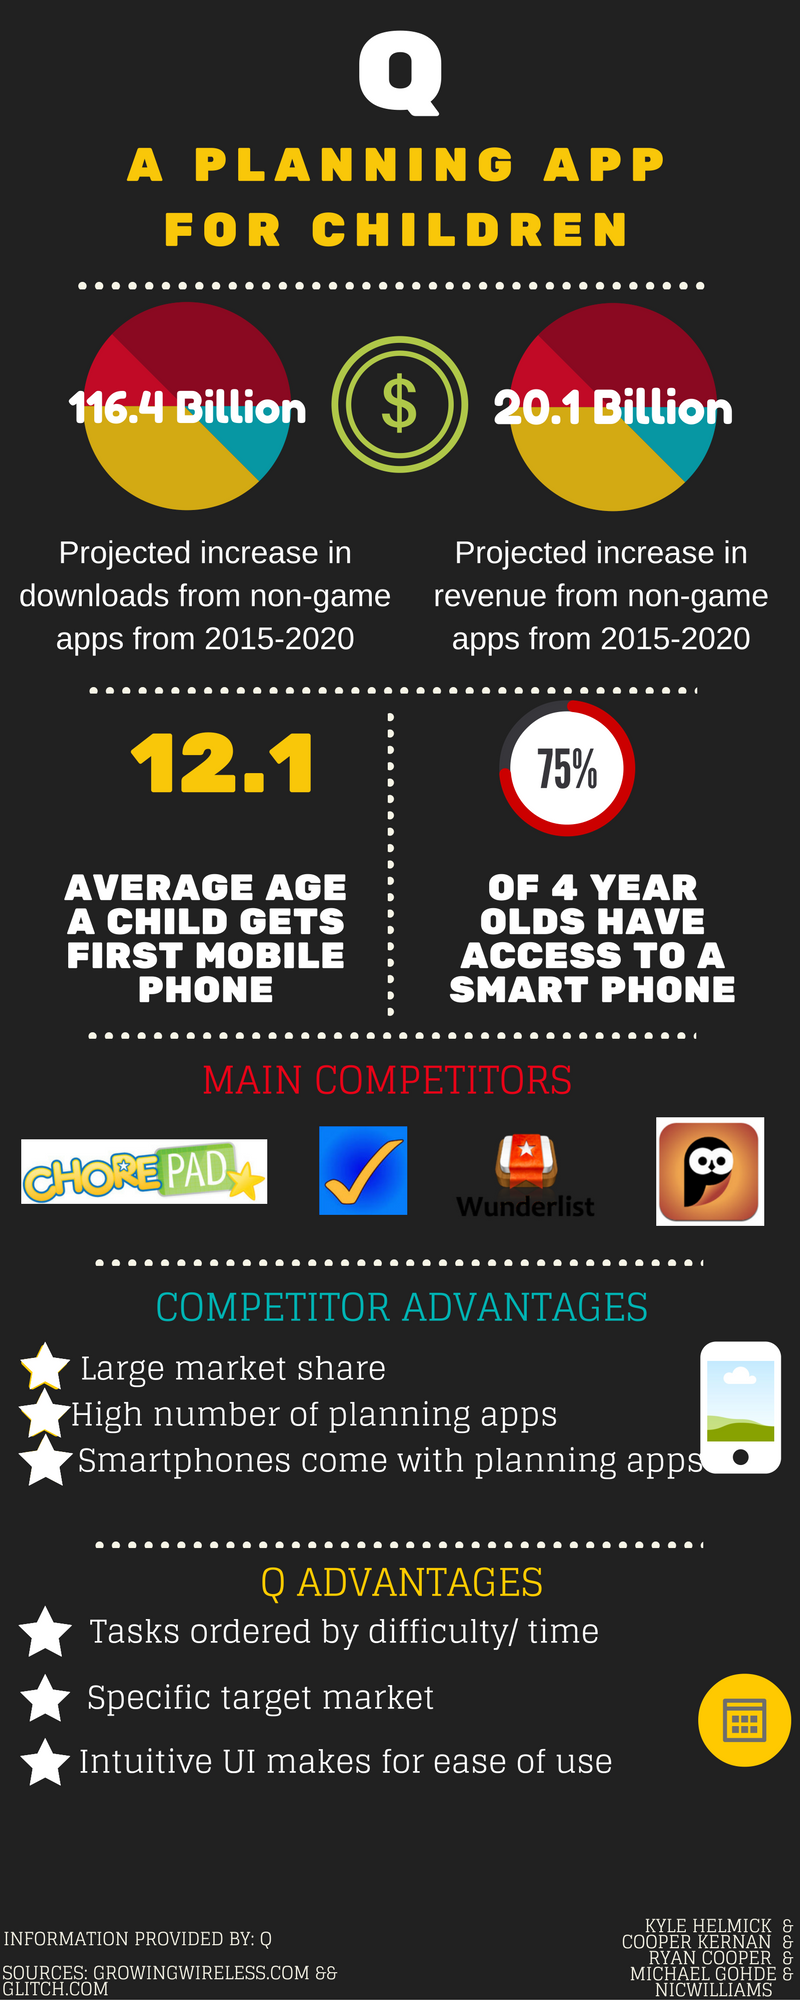 Q
A PLANNING APP
FOR CHILDREN
116.4 Billion
$
20.1 Billion
Projected increase in
downloads from non-game
apps from 2015-2020
Projected increase in
revenue from non-game
apps from 2015-2020
12.1
AVERAGE AGE
A CHILD GETS
FIRST MOBILE
PHONE
75%
OF 4 YEAR
OLDS HAVE
ACCESS TO A
SMART PHONE
MAIN COMPETITORS
CHORE PAD
Wunderlist
COMPETITOR ADVANTAGES
Large market share
High number of planning apps
Smartphones come with planning apps
Q ADVANTAGES
Tasks ordered by difficulty/ time
Specific target market
Intuitive UI makes for ease of use
INFORMATION PROVIDED BY: Q
SOURCES: GROWINGWIRELESS.COM &&
GLITCH.COM
KYLE HELMICK &
COOPER KERNAN &
RYAN COOPER &
MICHAEL GOHDE &
NICWILLIAMS